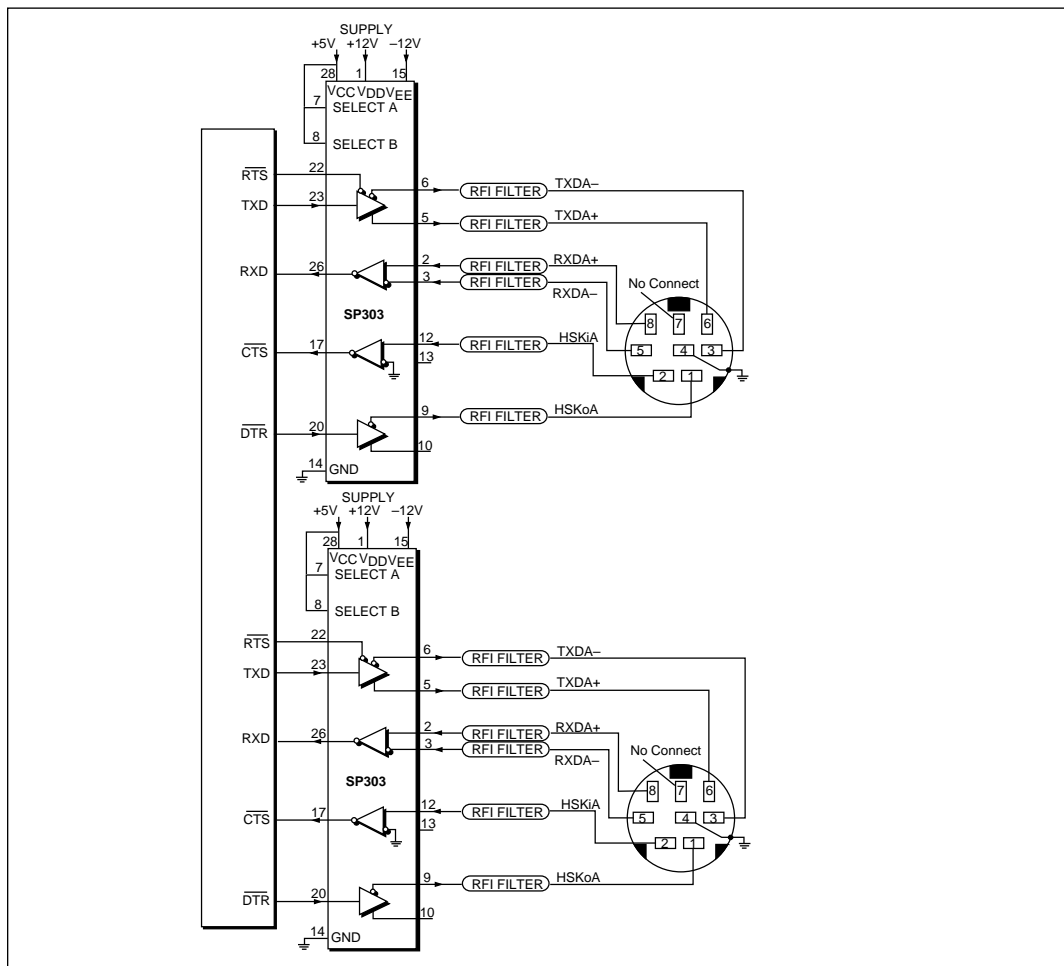 SUPPLY
+5V +12V –12V
28 1 15
VCC VDD VEE
7 SELECT A
8 SELECT B
RTS 22
6 RFI FILTER TXDA–
TXD 23
5 RFI FILTER TXDA+
RXD 26
2 RFI FILTER RXDA+
3 RFI FILTER RXDA–
No Connect
SP303
8 7 6
5 4 3
2 1
CTS 17
12 RFI FILTER HSKiA
13
9 RFI FILTER HSKoA
DTR 20
10
14 GND
SUPPLY
+5V +12V –12V
28 1 15
VCC VDD VEE
7 SELECT A
8 SELECT B
RTS 22
6 RFI FILTER TXDA–
TXD 23
5 RFI FILTER TXDA+
RXD 26
2 RFI FILTER RXDA+
3 RFI FILTER RXDA–
No Connect
SP303
8 7 6
5 4 3
2 1
CTS 17
12 RFI FILTER HSKiA
13
9 RFI FILTER HSKoA
DTR 20
10
14 GND